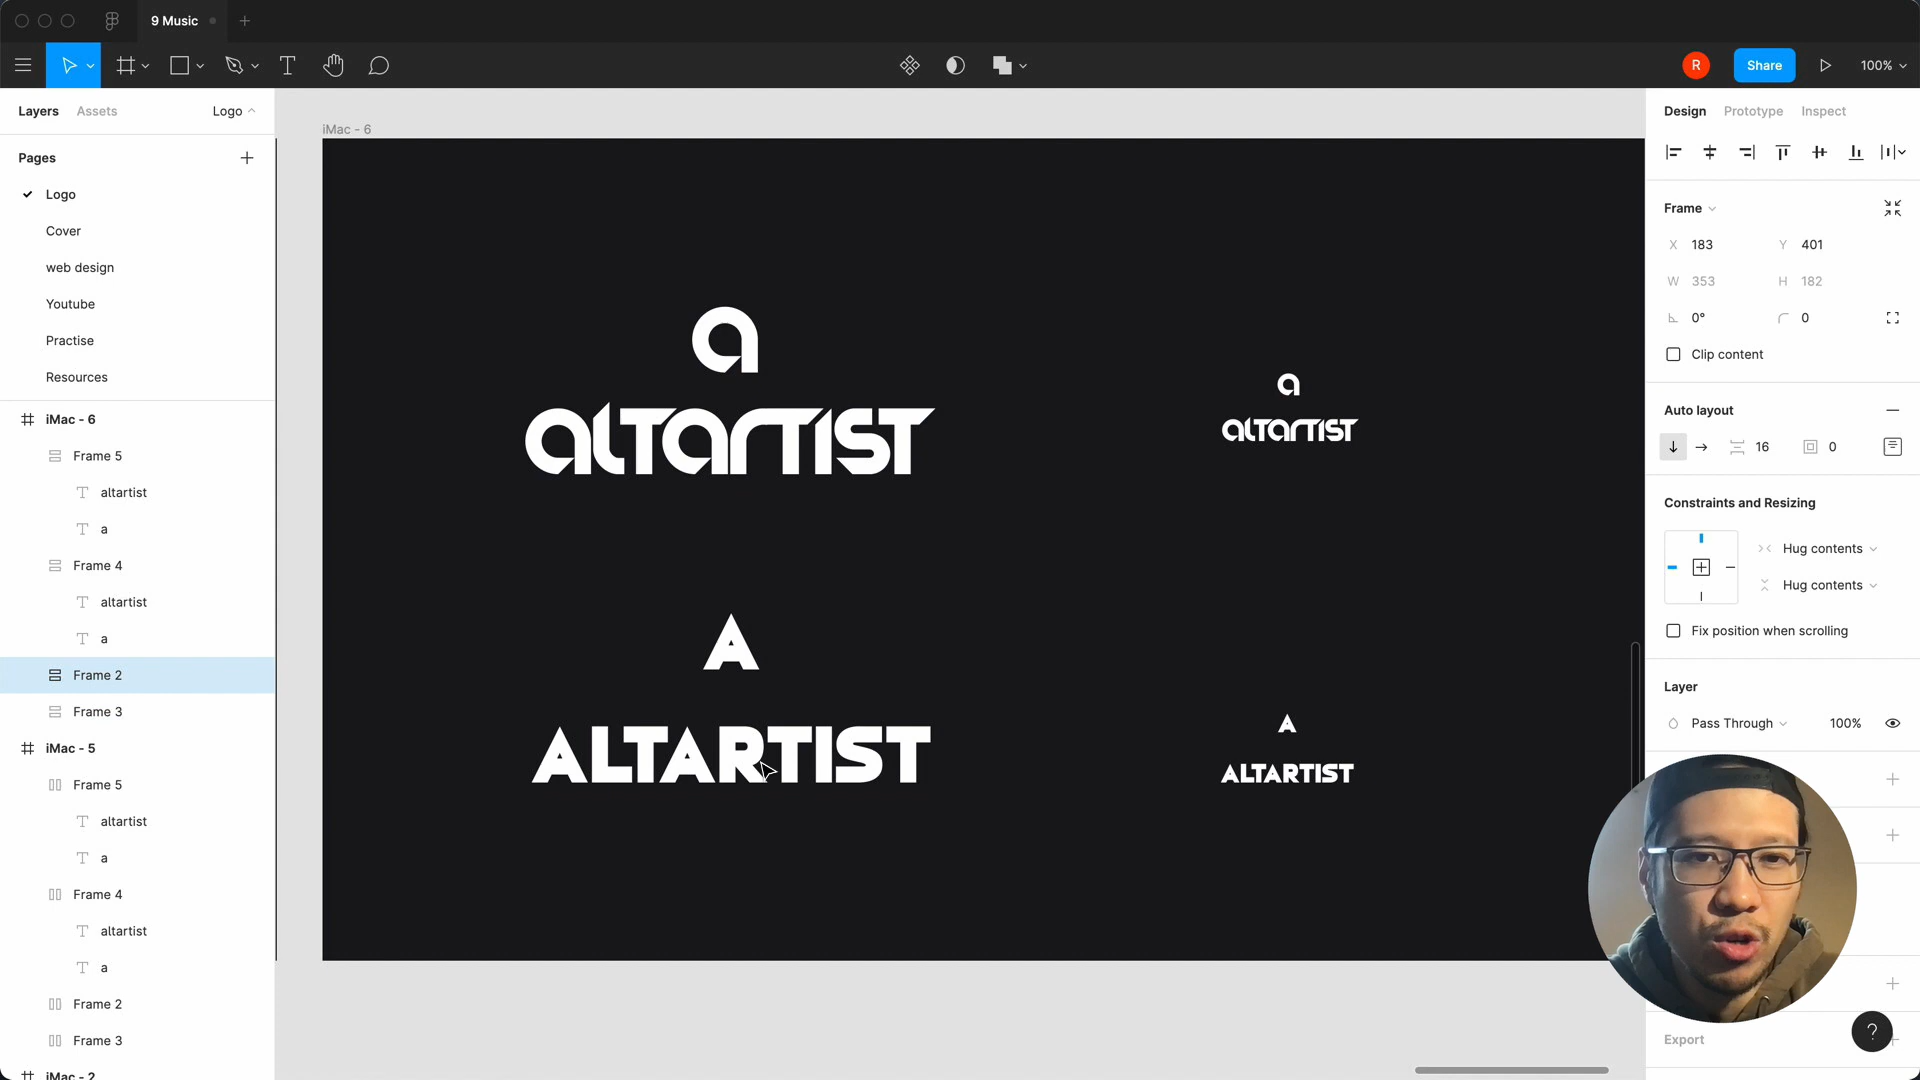 9 Music
R
Share
100%
Layers
Assets
Logo
Pages
Logo
Cover
web design
Youtube
Practise
Resources
iMac - 6
Frame 5
altartist
a
Frame 4
altartist
a
Frame 2
Frame 3
iMac - 5
Frame 5
altartist
a
Frame 4
altartist
a
Frame 2
Frame 3
iMac - 2
iMac - 6
a
altartist
a
altartist
A
ALTARTIST
A
ALTARTIST
Design
Prototype
Inspect
Frame
X 183
Y 401
W 353
H 182
0°
0
Clip content
Auto layout
16
0
Constraints and Resizing
Hug contents
Hug contents
Fix position when scrolling
Layer
Pass Through
100%
Export
?